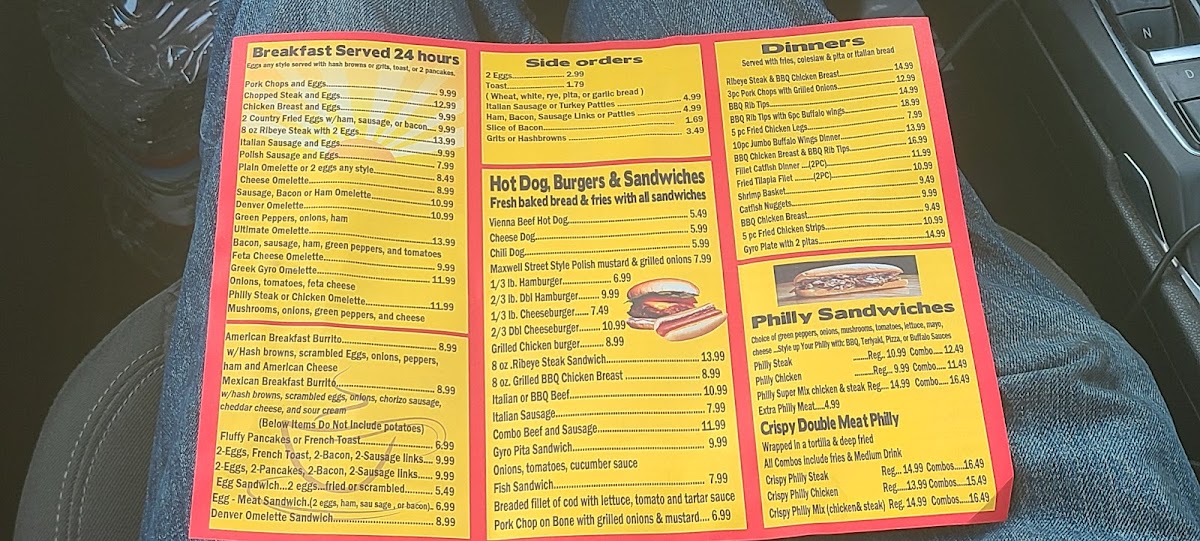 Breakfast Served 24 hours
Eggs any style served with hash browns or grits, toast, or 2 pancakes.
Pork Chops and Eggs 9.99
Chopped Steak and Eggs 12.99
Chicken Breast and Eggs 9.99
2 Country Fried Eggs w/ham, sausage, or bacon 9.99
8 oz Ribeye Steak with 2 Eggs 13.99
Italian Sausage and Eggs 9.99
Polish Sausage and Eggs 7.99
Plain Omelette or 2 eggs any style 8.49
Cheese Omelette 8.99
Sausage, Bacon or Ham Omelette 10.99
Denver Omelette 10.99
Green Peppers, onions, ham
Ultimate Omelette 13.99
Bacon, sausage, ham, green peppers, and tomatoes
Feta Cheese Omelette 9.99
Greek Gyro Omelette 11.99
Onions, tomatoes, feta cheese
Philly Steak or Chicken Omelette 11.99
Mushrooms, onions, green peppers, and cheese
American Breakfast Burrito 8.99
w/Hash browns, scrambled Eggs, onions, peppers,
ham and American Cheese
Mexican Breakfast Burrito 8.99
w/hash browns, scrambled eggs, onions, chorizo sausage,
cheddar cheese, and sour cream
(Below Items Do Not Include potatoes)
Fluffy Pancakes or French Toast 6.99
2-Eggs, French Toast, 2-Bacon, 2-Sausage links 9.99
2-Eggs, 2-Pancakes, 2-Bacon, 2-Sausage links 9.99
Egg Sandwich...2 eggs...fried or scrambled 5.49
Egg - Meat Sandwich.(2 eggs, ham, sau sage , or bacon) 6.99
Denver Omelette Sandwich 8.99
Side orders
2 Eggs 2.99
Toast 1.79
( Wheat, white, rye, pita, or garlic bread )
Italian Sausage or Turkey Patties 4.99
Ham, Bacon, Sausage Links or Patties 4.99
Slice of Bacon 1.69
Grits or Hashbrowns 3.49
Hot Dog, Burgers & Sandwiches
Fresh baked bread & fries with all sandwiches
Vienna Beef Hot Dog 5.49
Cheese Dog 5.99
Chili Dog 5.99
Maxwell Street Style Polish mustard & grilled onions 7.99
1/3 lb. Hamburger 6.99
2/3 lb. Dbl Hamburger 9.99
1/3 lb. Cheeseburger 7.49
2/3 Dbl Cheeseburger 10.99
Grilled Chicken burger 8.99
8 oz .Ribeye Steak Sandwich 13.99
8 oz. Grilled BBQ Chicken Breast 8.99
Italian or BBQ Beef 10.99
Italian Sausage 7.99
Combo Beef and Sausage 11.99
Gyro Pita Sandwich 9.99
Onions, tomatoes, cucumber sauce
Fish Sandwich 7.99
Breaded fillet of cod with lettuce, tomato and tartar sauce
Pork Chop on Bone with grilled onions & mustard.... 6.99
Dinners
Served with fries, coleslaw & pita or Italian bread
Ribeye Steak & BBQ Chicken Breast 14.99
3pc Pork Chops with Grilled Onions 12.99
BBQ Rib Tips 14.99
BBQ Rib Tips with 6pc Buffalo wings 18.99
5 pc Fried Chicken Legs 7.99
10pc Jumbo Buffalo Wings Dinner 13.99
BBQ Chicken Breast & BBQ Rib Tips 16.99
Fillet Catfish Dinner ....(2PC) 11.99
Fried Tilapia Filet (2PC) 10.99
Shrimp Basket 9.49
Catfish Nuggets 9.99
BBQ Chicken Breast 9.49
5 pc Fried Chicken Strips 10.99
Gyro Plate with 2 pitas 14.99
Philly Sandwiches
Choice of green peppers, onions, mushrooms, tomatoes, lettuce, mayo,
cheese ...Style up Your Philly with: BBQ, Teriyaki, Pizza, or Buffalo Sauces
Philly Steak Reg.. 10.99 Combo 12.49
Philly Chicken Reg... 9.99 Combo 11.49
Philly Super Mix chicken & steak Reg.... 14.99 Combo 16.49
Extra Philly Meat....4.99
Crispy Double Meat Philly
Wrapped in a tortilla & deep fried
All Combos include fries & Medium Drink
Crispy Philly Steak Reg... 14.99 Combos....16.49
Crispy Philly Chicken Reg....13.99 Combos....15.49
Crispy Philly Mix (chicken& steak) Reg. 14.99 Combos....16.49
N
D